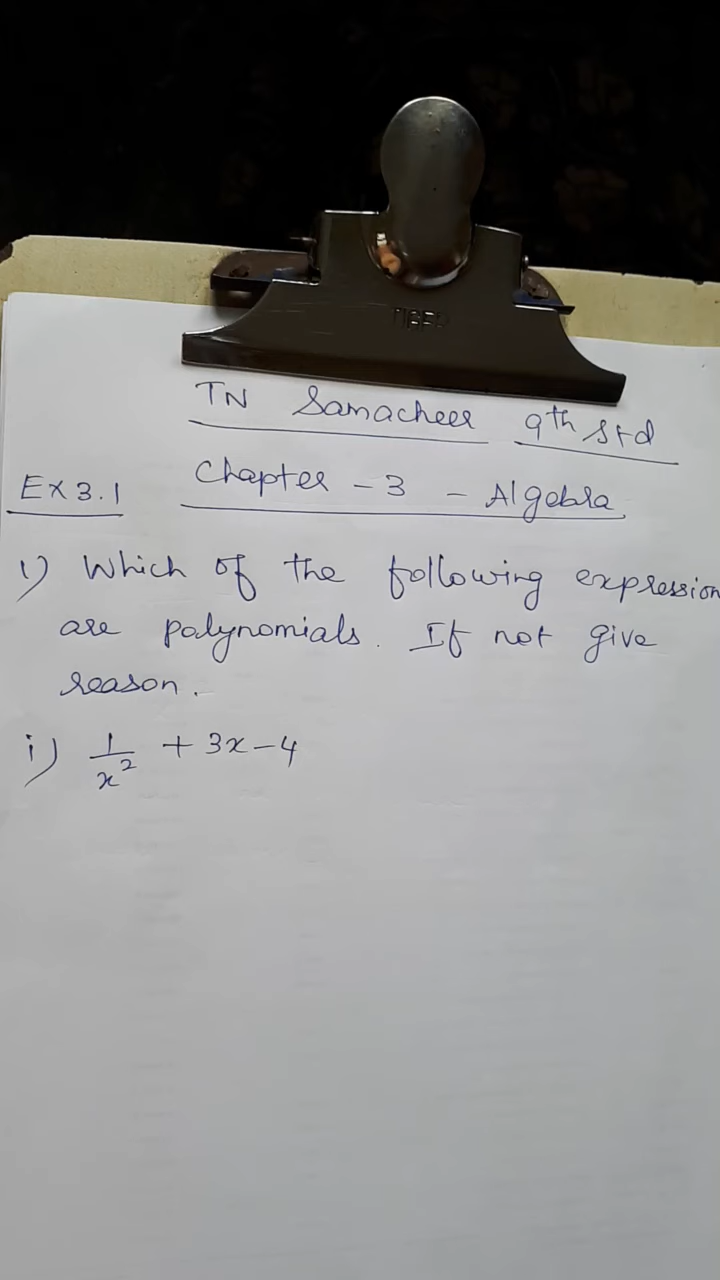 TN Samacheer 9th Std
Chapter - 3 - Algebra
Ex 3.1
1) Which of the following expression
are polynomials. If not give
reason.
i) 1/x² + 3x - 4